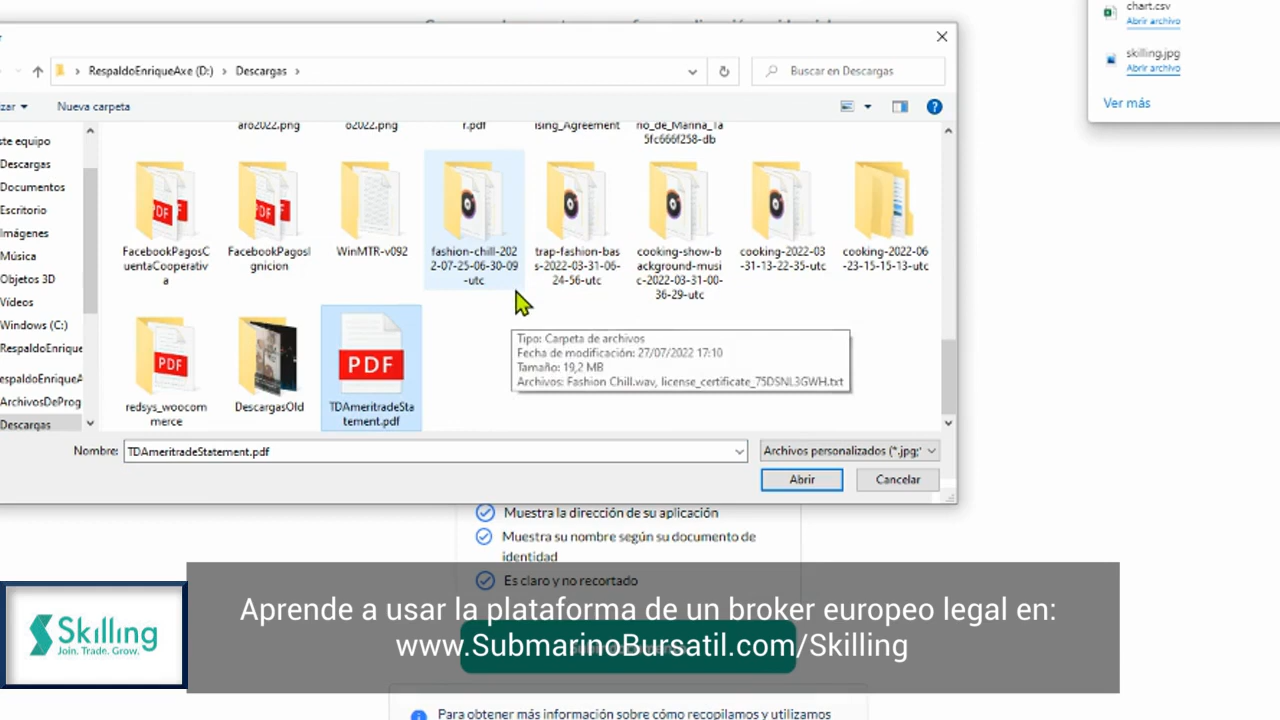 chart.csv
Abrir archivo
skilling.jpg
Abrir archivo
Ver más
RespaldoEnriqueAxe (D:) > Descargas >
Buscar en Descargas
zar
Nueva carpeta
ste equipo
Descargas
Documentos
Escritorio
Imágenes
Música
Objetos 3D
Vídeos
Windows (C:)
RespaldoEnrique
espaldoEnriqueA
ArchivosDeProg
Descargas
aro2022.png
o2022.png
r.pdf
ising_Agreement
no_de_Marina_Ta
5fc666f258-db
FacebookPagosC
uentaCooperativ
a
FacebookPagosI
gnicion
WinMTR-v092
fashion-chill-202
2-07-25-06-30-09
-utc
trap-fashion-bas
s-2022-03-31-06-
24-56-utc
cooking-show-b
ackground-musi
c-2022-03-31-00-
36-29-utc
cooking-2022-03
-31-13-22-35-utc
cooking-2022-06
-23-15-15-13-utc
PDF
redsys_woocom
merce
DescargasOld
PDF
TDAmeritradeSta
tement.pdf
Tipo: Carpeta de archivos
Fecha de modificación: 27/07/2022 17:10
Tamaño: 19,2 MB
Archivos: Fashion Chill.wav, license_certificate_75DSNL3GWH.txt
Nombre:
TDAmeritradeStatement.pdf
Archivos personalizados (*.jpg;*
Abrir
Cancelar
Muestra la dirección de su aplicación
Muestra su nombre según su documento de
identidad
Es claro y no recortado
Skilling
Join. Trade. Grow.
Aprende a usar la plataforma de un broker europeo legal en:
www.SubmarinoBursatil.com/Skilling
Para obtener más información sobre cómo recopilamos y utilizamos